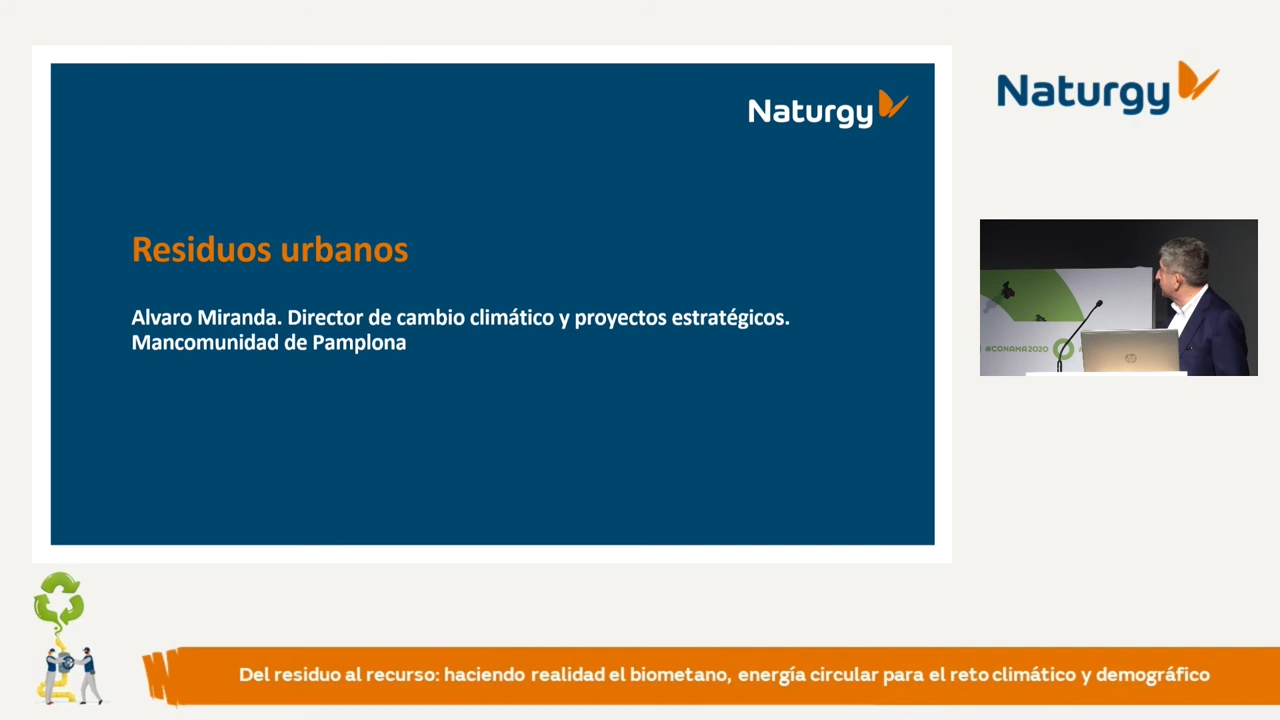 Naturgy
Naturgy
Residuos urbanos
Alvaro Miranda. Director de cambio climático y proyectos estratégicos.
Mancomunidad de Pamplona
#CONAMA2020
hp
Del residuo al recurso: haciendo realidad el biometano, energía circular para el reto climático y demográfico